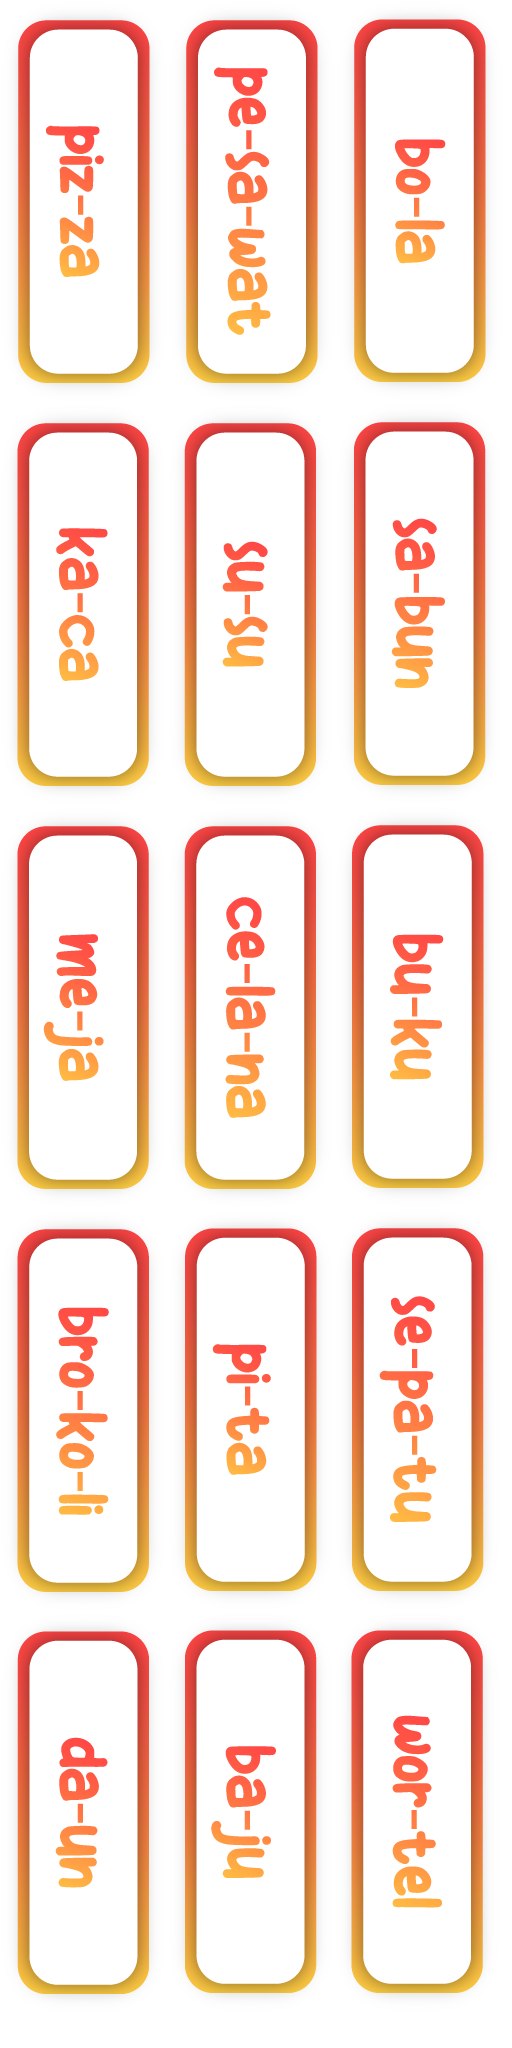 piz-za
pe-sa-wat
bo-la
ka-ca
su-su
sa-bun
me-ja
ce-la-na
bu-ku
bro-ko-li
pi-ta
se-pa-tu
da-un
ba-ju
wor-tel